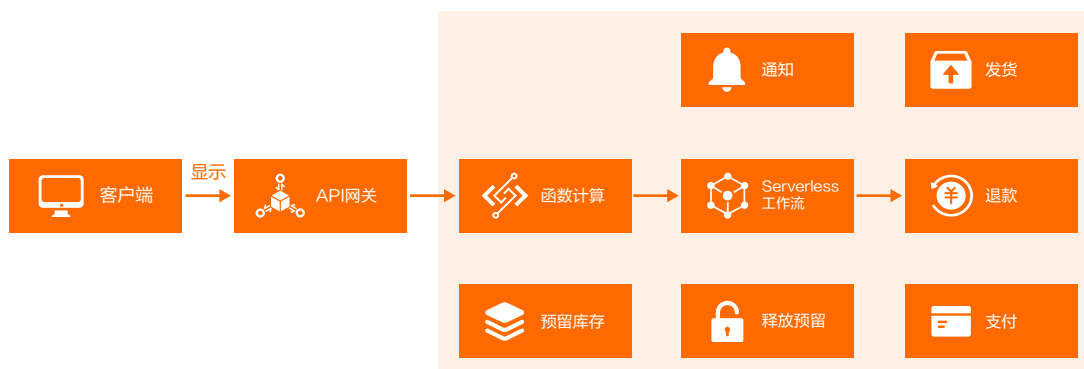 通知
发货
显示
客户端
API网关
函数计算
Serverless
工作流
退款
预留库存
释放预留
支付